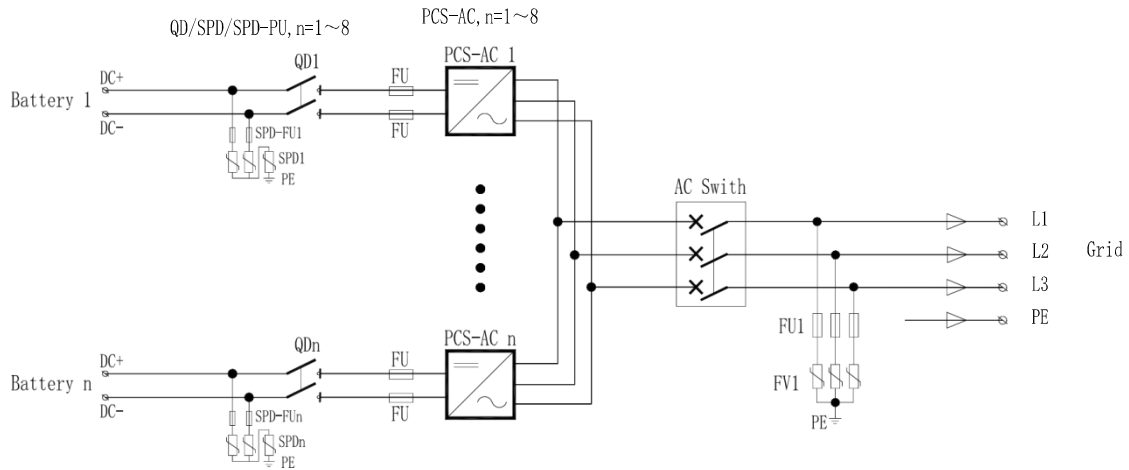 PCS-AC, n=1～8
QD/SPD/SPD-PU, n=1～8
PCS-AC 1
QD1
FU
DC+
Battery 1
DC-
FU
SPD-FU1
SPD1
PE
AC Swith
L1
L2
Grid
L3
PE
FU1
FV1
PE
PCS-AC n
QDn
FU
DC+
Battery n
DC-
FU
SPD-FUn
SPDn
PE